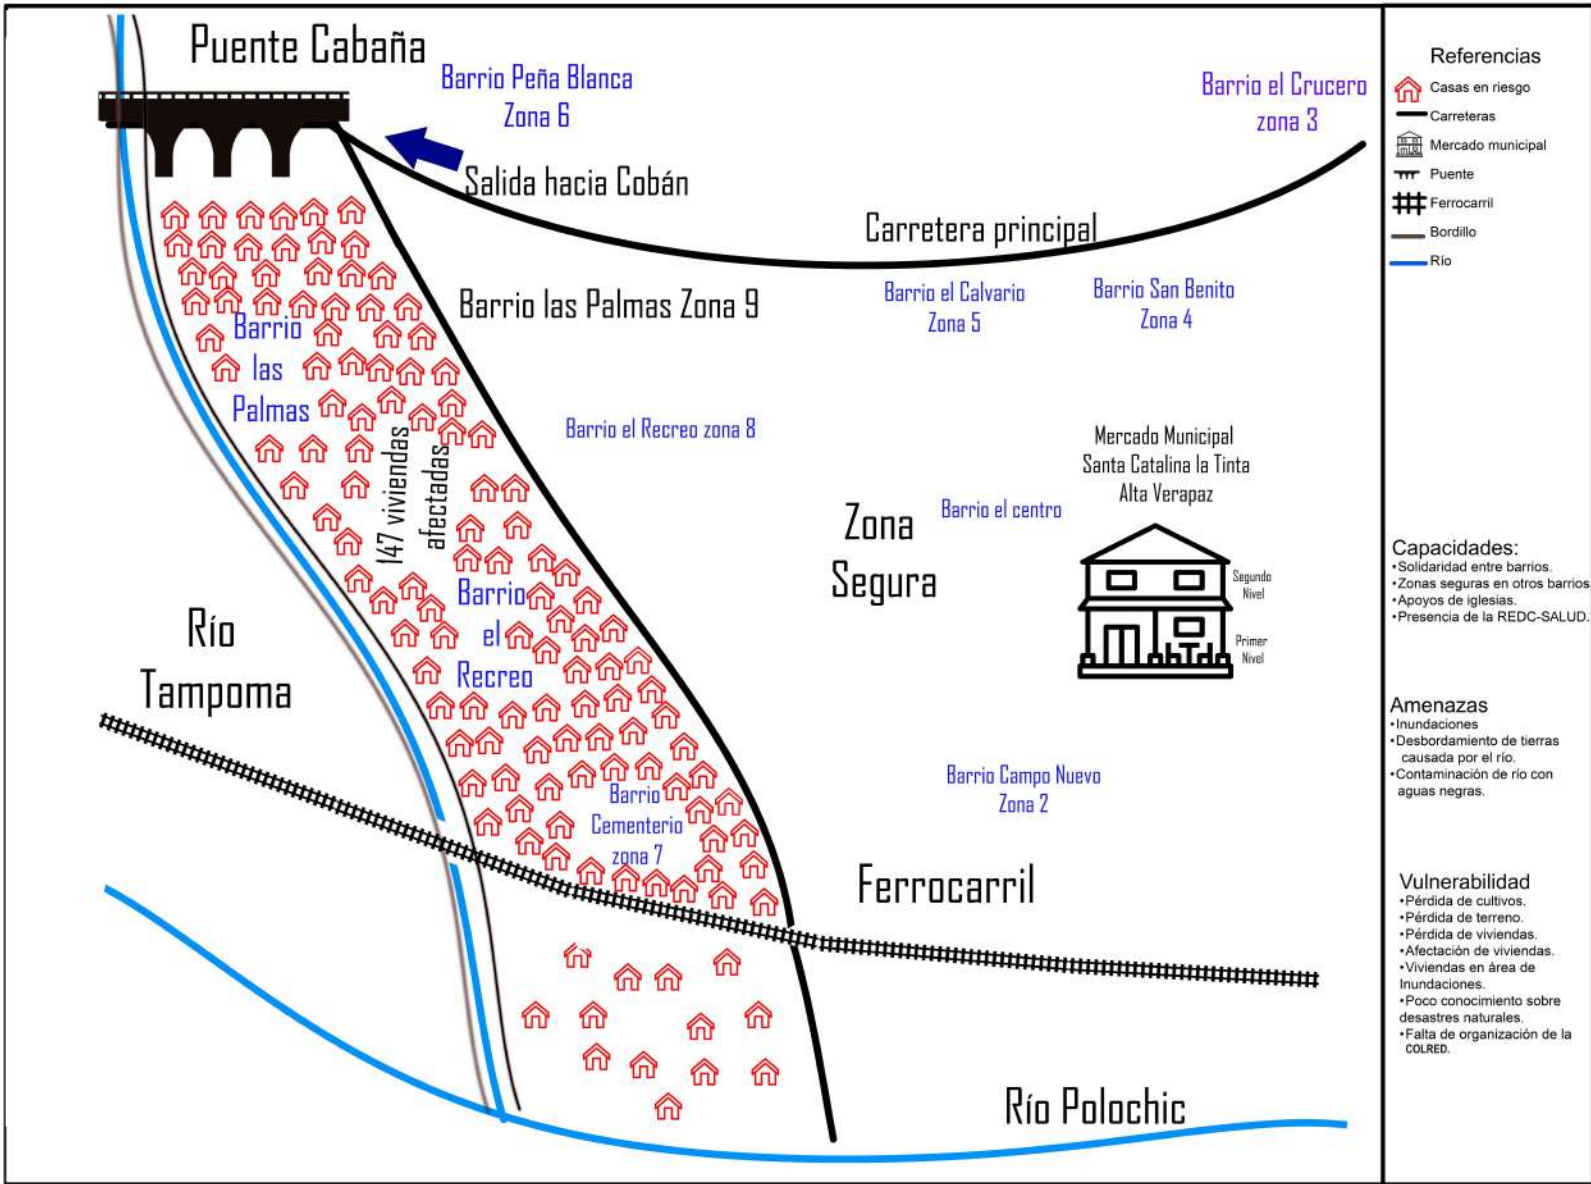 Puente Cabaña
Barrio Peña Blanca
Zona 6
Barrio el Crucero
zona 3
Salida hacia Cobán
Carretera principal
Barrio las Palmas Zona 9
Barrio el Calvario
Zona 5
Barrio San Benito
Zona 4
Barrio
las
Palmas
Barrio el Recreo zona 8
147 viviendas
afectadas
Mercado Municipal
Santa Catalina la Tinta
Alta Verapaz
Zona
Segura
Barrio el centro
Segundo
Nivel
Primer
Nivel
Barrio
el
Recreo
Río
Tampoma
Barrio
Cementerio
zona 7
Barrio Campo Nuevo
Zona 2
Ferrocarril
Río Polochic
Referencias
Casas en riesgo
Carreteras
Mercado municipal
Puente
Ferrocarril
Bordillo
Río
Capacidades:
•Solidaridad entre barrios.
•Zonas seguras en otros barrios
•Apoyos de iglesias.
•Presencia de la REDC-SALUD.
Amenazas
•Inundaciones
•Desbordamiento de tierras
causada por el río.
•Contaminación de río con
aguas negras.
Vulnerabilidad
•Pérdida de cultivos.
•Pérdida de terreno.
•Pérdida de viviendas.
•Afectación de viviendas.
•Viviendas en área de
Inundaciones.
•Poco conocimiento sobre
desastres naturales.
•Falta de organización de la
COLRED.